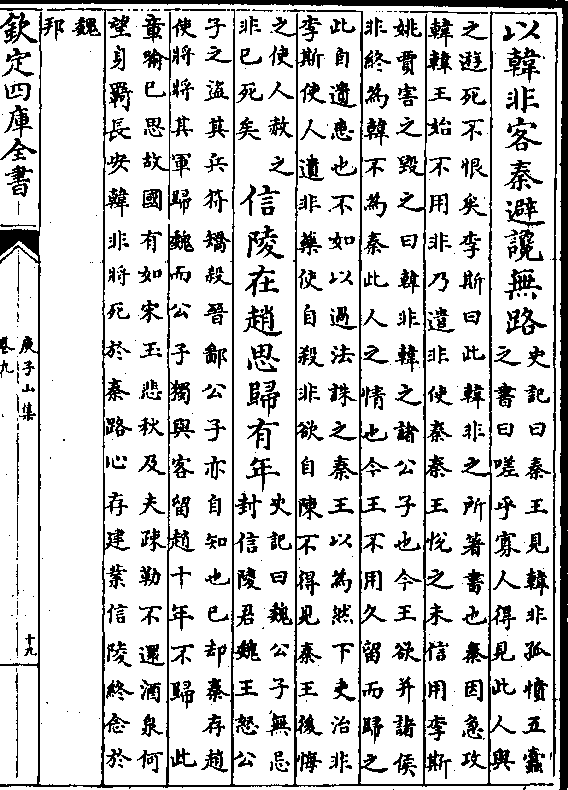 以韓非客秦避讒無路
史記曰秦王見韓非孤憤五蠹
之書曰嗟乎寡人得見此人與
之遊死不恨矣李斯曰此韓非之所著書也秦因急攻
韓韓王始不用非乃遣非使秦秦王悅之未信用李斯
姚賈害之毀之曰韓非韓之諸公子也今王欲并諸侯
非終為韓不為秦此人之情也今王不用久留而歸之
此自遺患也不如以過法誅之秦王以為然下吏治非
李斯使人遺非藥使自殺非欲自陳不得見秦王後悔
之使人赦之
非已死矣
信陵在趙思歸有年
史記曰魏公子無忌
封信陵君魏王怒公
子之盜其兵符矯殺晉鄙公子亦自知也已却秦存趙
使將將其軍歸魏而公子獨與客留趙十年不歸 此
章喻已思故國有如宋玉悲秋及夫疎勒不還酒泉何
望身羇長安韓非將死於秦路心存建業信陵終念於
魏
邦
欽定四庫全書
庾子山集
卷九
十九